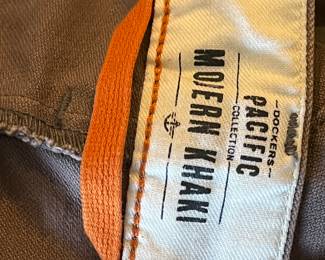 DOCKERS
PACIFIC
COLLECTION
MODERN KHAKI